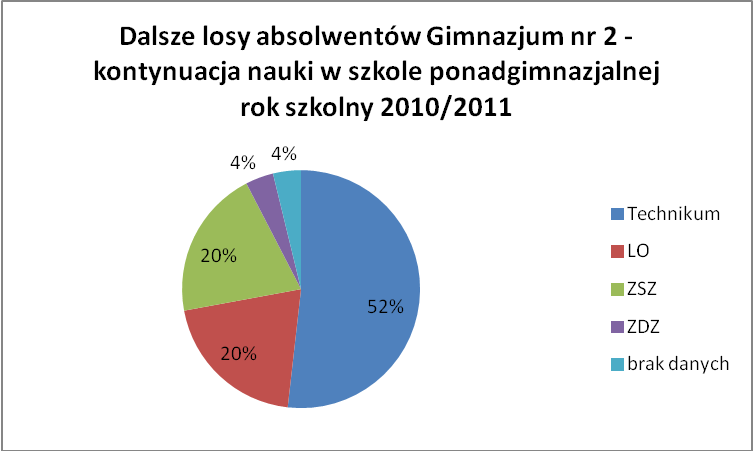 Dalsze losy absolwentów Gimnazjum nr 2 -
kontynuacja nauki w szkole ponadgimnazjalnej
rok szkolny 2010/2011
4%
4%
20%
52%
20%
Technikum
LO
ZSZ
ZDZ
brak danych